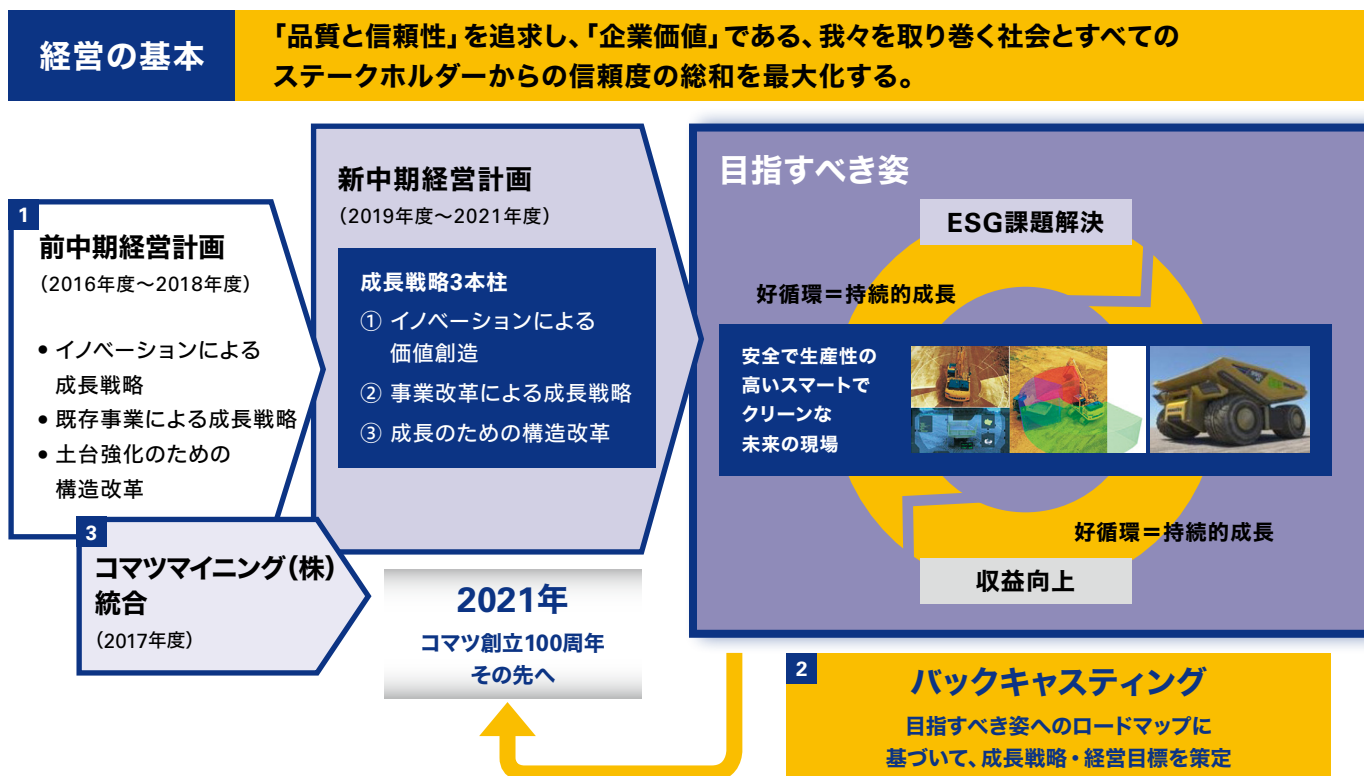 経営の基本
「品質と信頼性」を追求し、「企業価値」である、我々を取り巻く社会とすべての
ステークホルダーからの信頼度の総和を最大化する。
1
前中期経営計画
（2016年度～2018年度）
• イノベーションによる
成長戦略
• 既存事業による成長戦略
• 土台強化のための
構造改革
3
コマツマイニング（株）
統合
（2017年度）
新中期経営計画
（2019年度～2021年度）
成長戦略3本柱
① イノベーションによる
価値創造
② 事業改革による成長戦略
③ 成長のための構造改革
2021年
コマツ創立100周年
その先へ
目指すべき姿
ESG課題解決
好循環＝持続的成長
安全で生産性の
高いスマートで
クリーンな
未来の現場
好循環＝持続的成長
収益向上
2
バックキャスティング
目指すべき姿へのロードマップに
基づいて、成長戦略・経営目標を策定